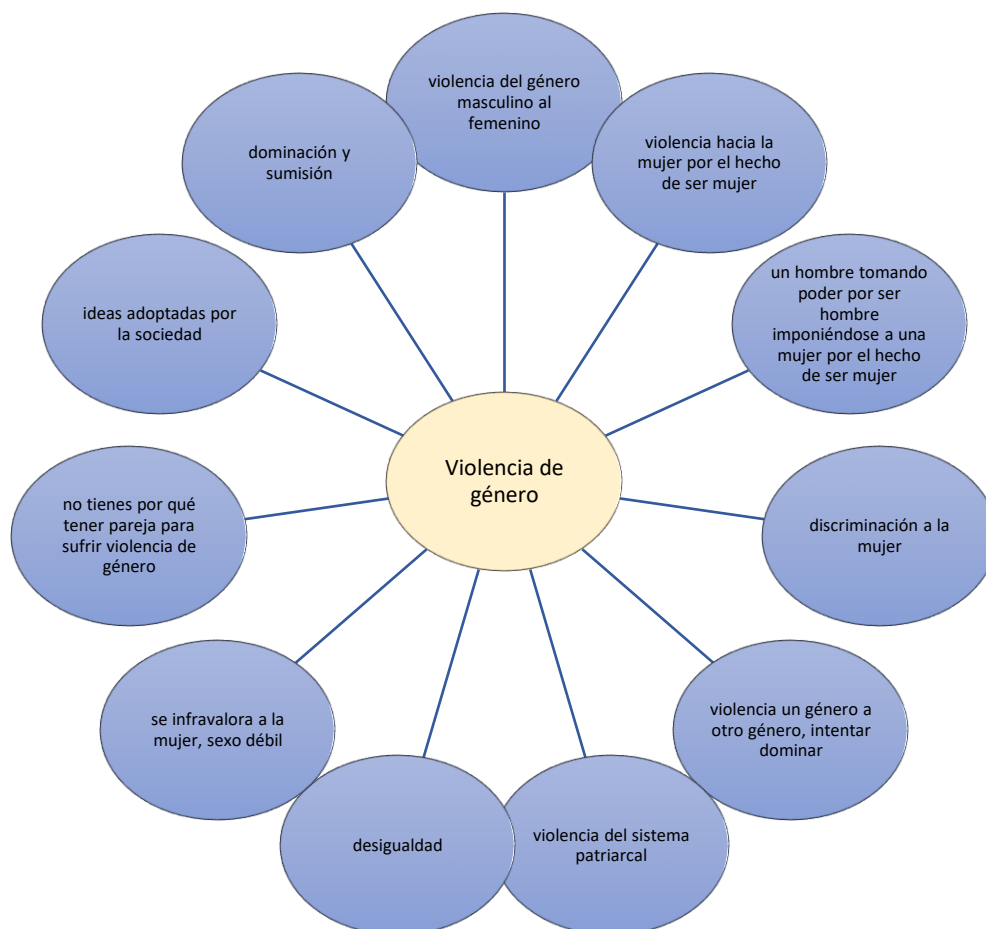 violencia del género
masculino al
femenino
violencia hacia la
mujer por el hecho
de ser mujer
un hombre tomando
poder por ser
hombre
imponiéndose a una
mujer por el hecho
de ser mujer
discriminación a la
mujer
violencia un género a
otro género, intentar
dominar
violencia del sistema
patriarcal
desigualdad
se infravalora a la
mujer, sexo débil
no tienes por qué
tener pareja para
sufrir violencia de
género
ideas adoptadas por
la sociedad
dominación y
sumisión
Violencia de
género